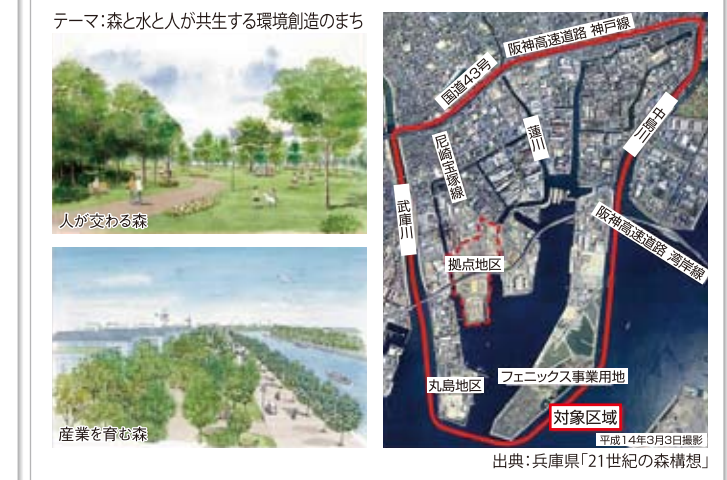 テーマ：森と水と人が共生する環境創造のまち
人が交わる森
産業を育む森
阪神高速道路 神戸線
国道43号
中島川
蓬川
尼崎宝塚線
武庫川
阪神高速道路 湾岸線
拠点地区
丸島地区
フェニックス事業用地
対象区域
平成14年3月3日撮影
出典：兵庫県「21世紀の森構想」